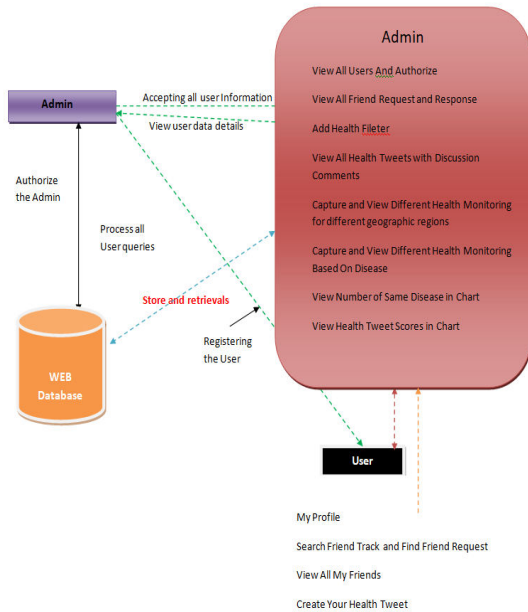 Admin
View All Users And Authorize
View All Friend Request and Response
Add Health Fileter
View All Health Tweets with Discussion
Comments
Capture and View Different Health Monitoring
for different geographic regions
Capture and View Different Health Monitoring
Based On Disease
View Number of Same Disease in Chart
View Health Tweet Scores in Chart
Admin
Accepting all user Information
View user data details
Authorize
the Admin
Process all
User queries
Store and retrievals
Registering
the User
WEB
Database
User
My Profile
Search Friend Track and Find Friend Request
View All My Friends
Create Your Health Tweet